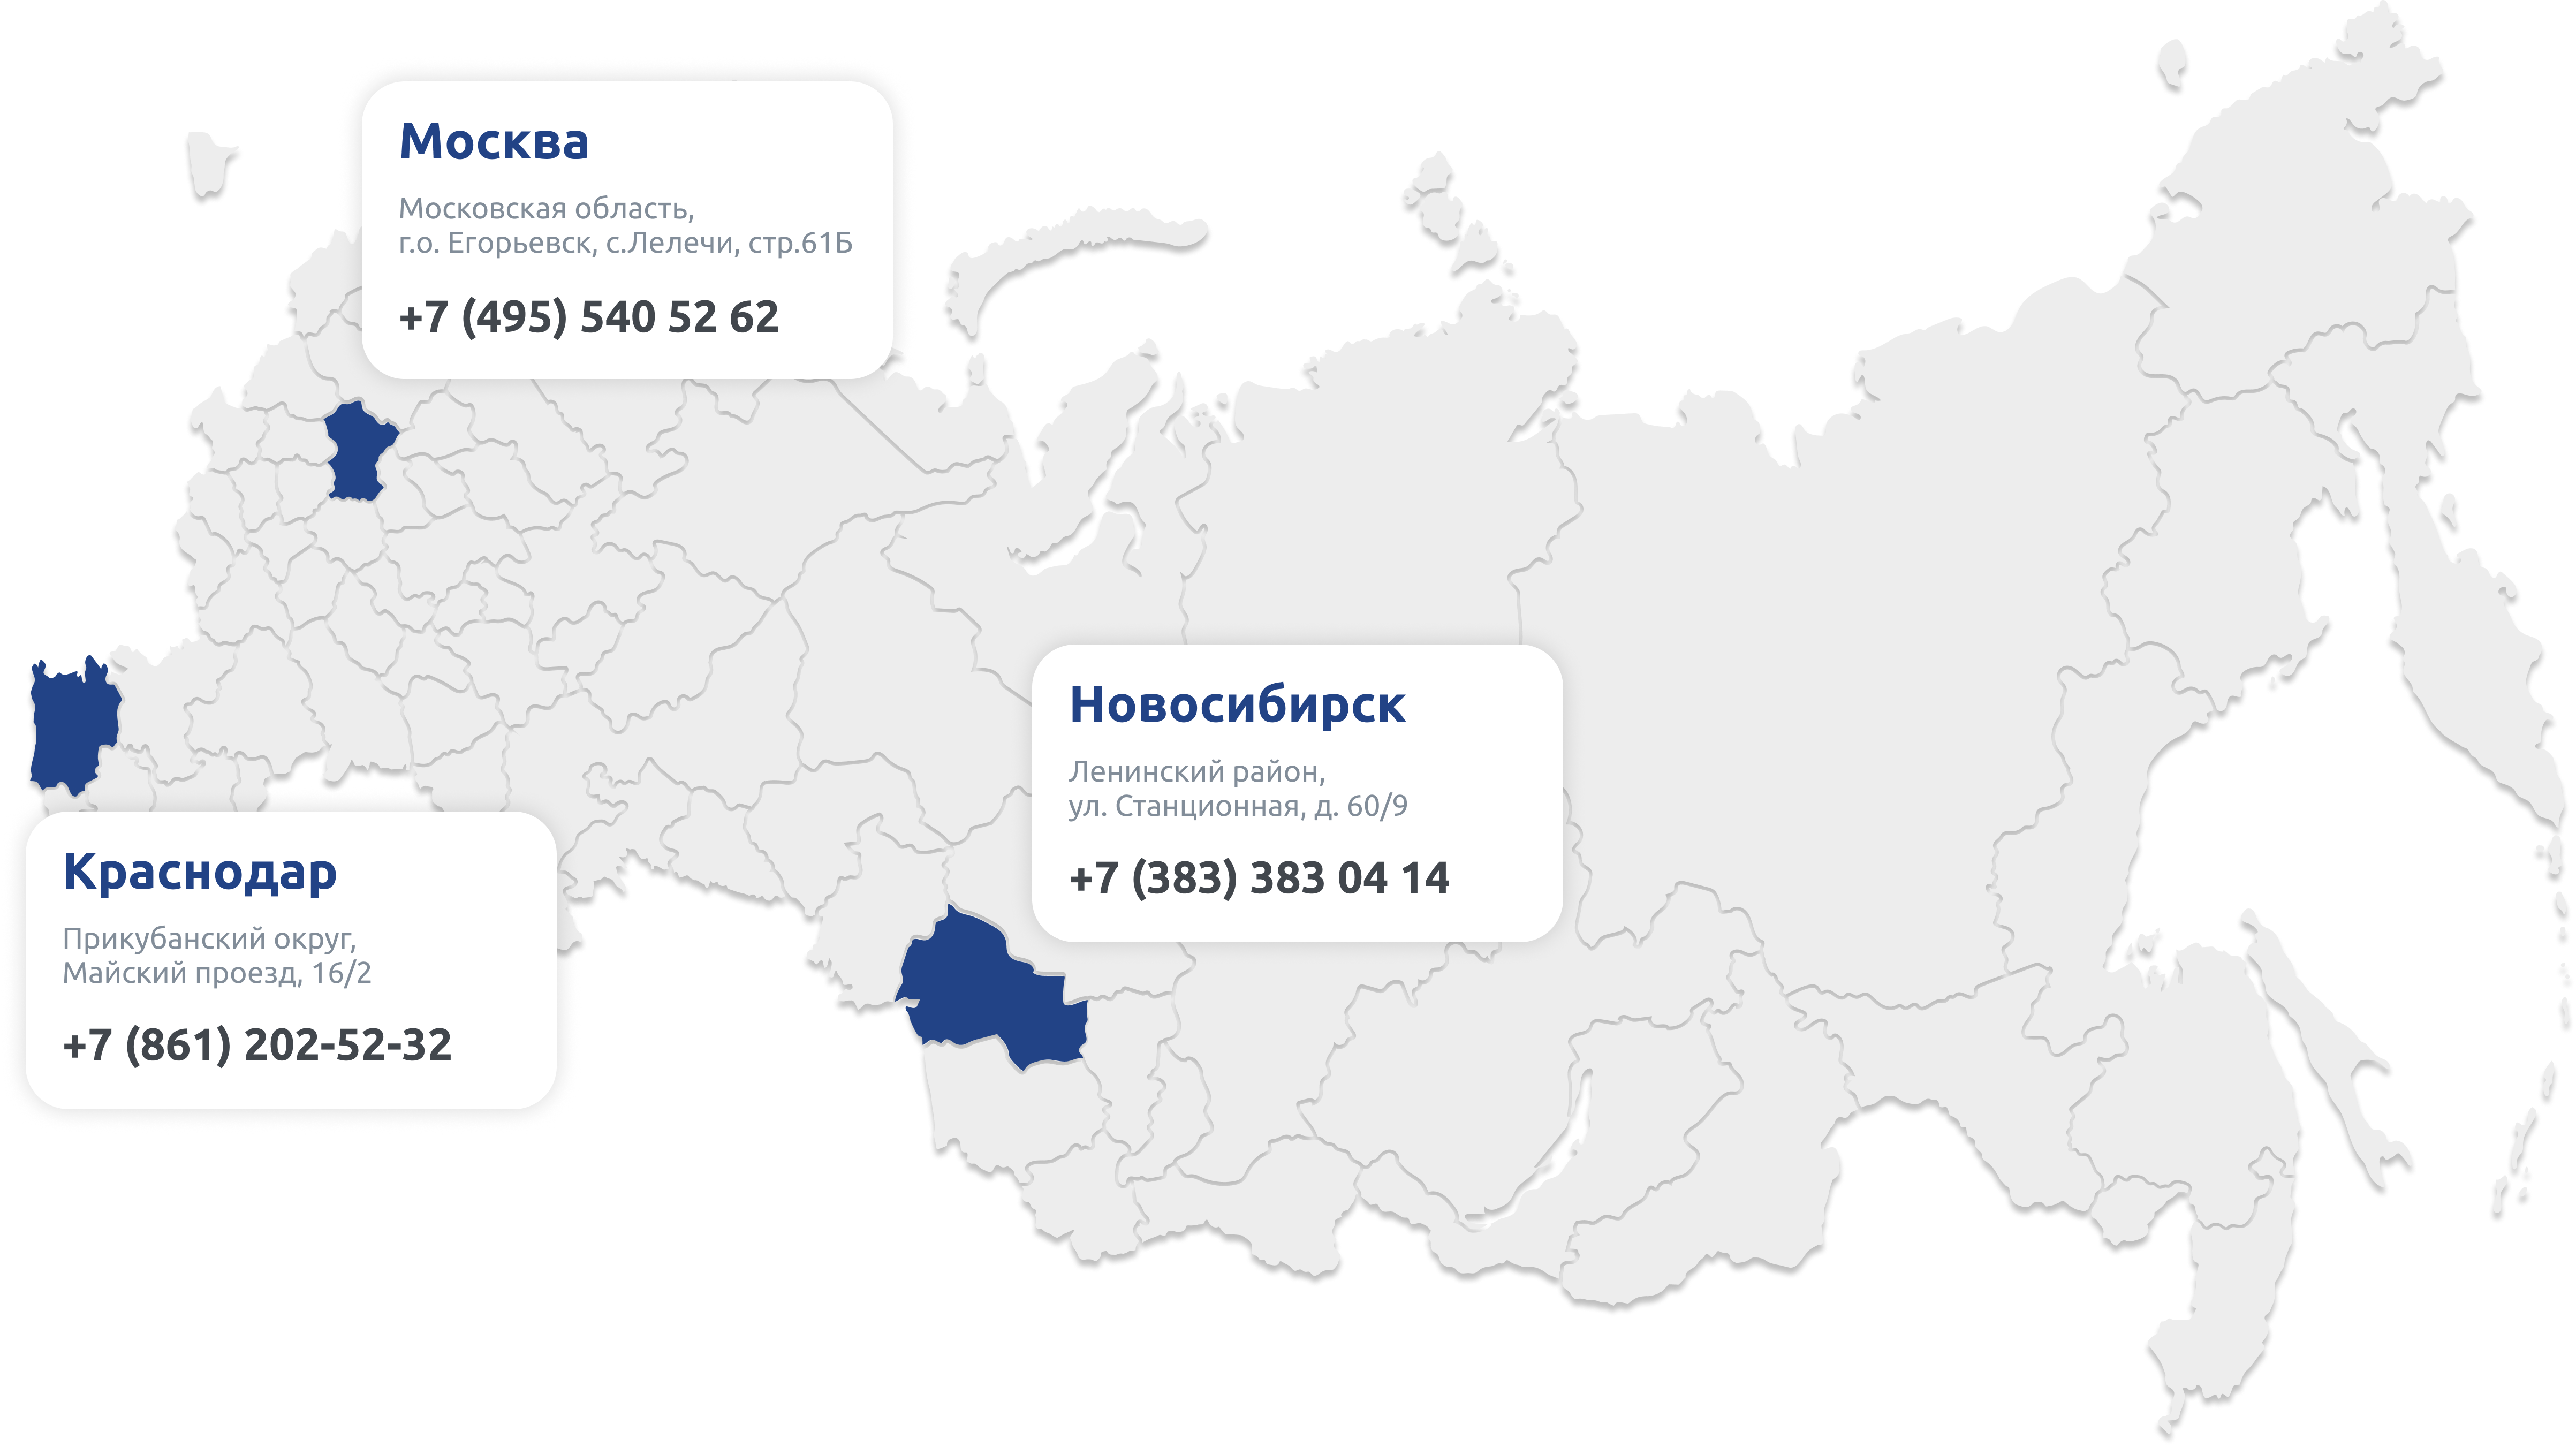 Москва
Московская область,
г.о. Егорьевск, с.Лелечи, стр.61Б
+7 (495) 540 52 62
Новосибирск
Ленинский район,
ул. Станционная, д. 60/9
+7 (383) 383 04 14
Краснодар
Прикубанский округ,
Майский проезд, 16/2
+7 (861) 202-52-32